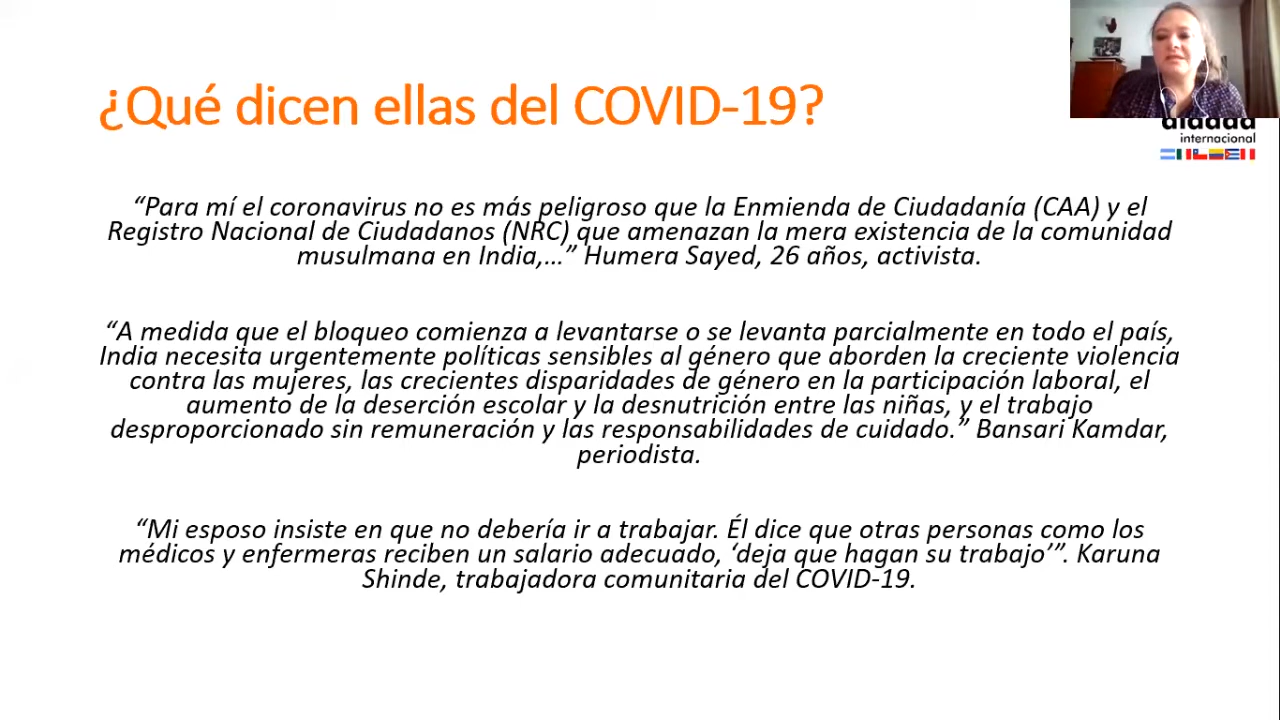 ¿Qué dicen ellas del COVID-19?
internacional
“Para mí el coronavirus no es más peligroso que la Enmienda de Ciudadanía (CAA) y el
Registro Nacional de Ciudadanos (NRC) que amenazan la mera existencia de la comunidad
musulmana en India,...” Humera Sayed, 26 años, activista.
“A medida que el bloqueo comienza a levantarse o se levanta parcialmente en todo el país,
India necesita urgentemente políticas sensibles al género que aborden la creciente violencia
contra las mujeres, las crecientes disparidades de género en la participación laboral, el
aumento de la deserción escolar y la desnutrición entre las niñas, y el trabajo
desproporcionado sin remuneración y las responsabilidades de cuidado.” Bansari Kamdar,
periodista.
“Mi esposo insiste en que no debería ir a trabajar. Él dice que otras personas como los
médicos y enfermeras reciben un salario adecuado, ‘deja que hagan su trabajo’”. Karuna
Shinde, trabajadora comunitaria del COVID-19.